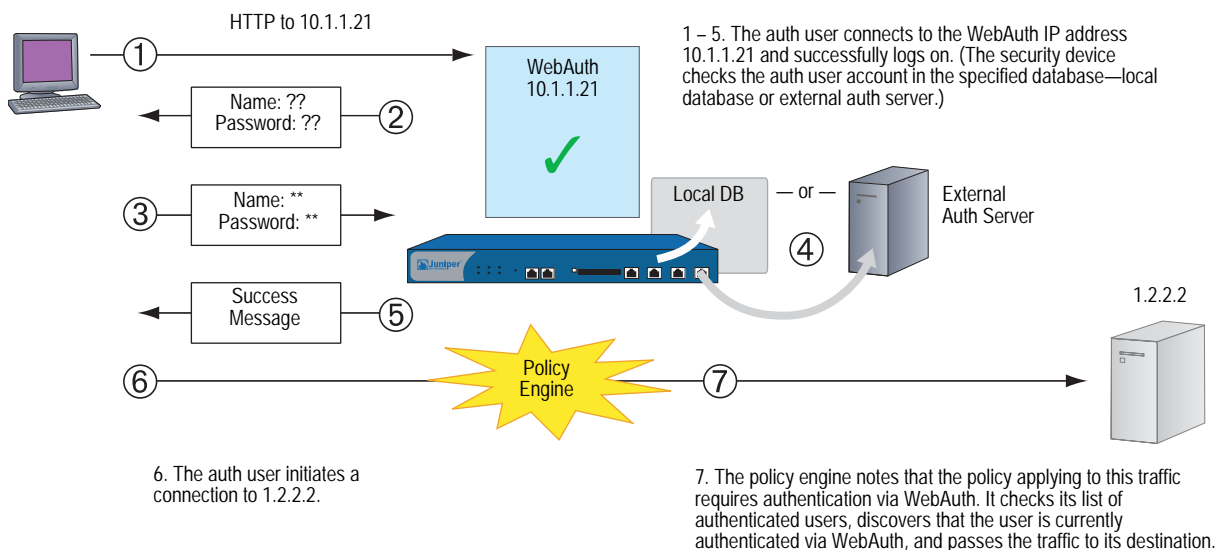 HTTP to 10.1.1.21
1
WebAuth
10.1.1.21
✓
1 – 5. The auth user connects to the WebAuth IP address
10.1.1.21 and successfully logs on. (The security device
checks the auth user account in the specified database—local
database or external auth server.)
Name: ??
Password: ??
2
3
Name: **
Password: **
Local DB
— or —
4
External
Auth Server
Juniper
Success
Message
5
1.2.2.2
6
Policy
Engine
7
6. The auth user initiates a
connection to 1.2.2.2.
7. The policy engine notes that the policy applying to this traffic
requires authentication via WebAuth. It checks its list of
authenticated users, discovers that the user is currently
authenticated via WebAuth, and passes the traffic to its destination.